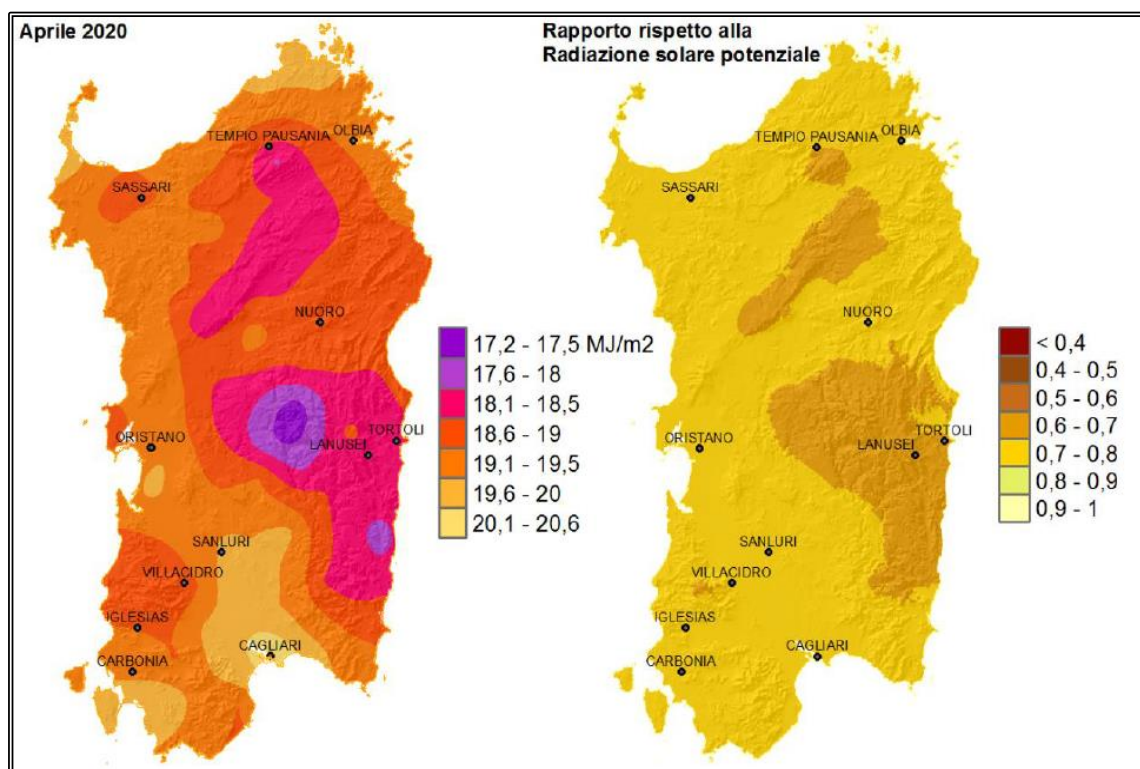 Aprile 2020
TEMPIO PAUSANIA
OLBIA
SASSARI
NUORO
ORISTANO
TORTOLI
LANUSEI
SANLURI
VILLACIDRO
IGLESIAS
CAGLIARI
CARBONIA
17,2 - 17,5 MJ/m2
17,6 - 18
18,1 - 18,5
18,6 - 19
19,1 - 19,5
19,6 - 20
20,1 - 20,6
Rapporto rispetto alla
Radiazione solare potenziale
TEMPIO PAUSANIA
OLBIA
SASSARI
NUORO
ORISTANO
TORTOLI
LANUSEI
SANLURI
VILLACIDRO
IGLESIAS
CAGLIARI
CARBONIA
< 0,4
0,4 - 0,5
0,5 - 0,6
0,6 - 0,7
0,7 - 0,8
0,8 - 0,9
0,9 - 1